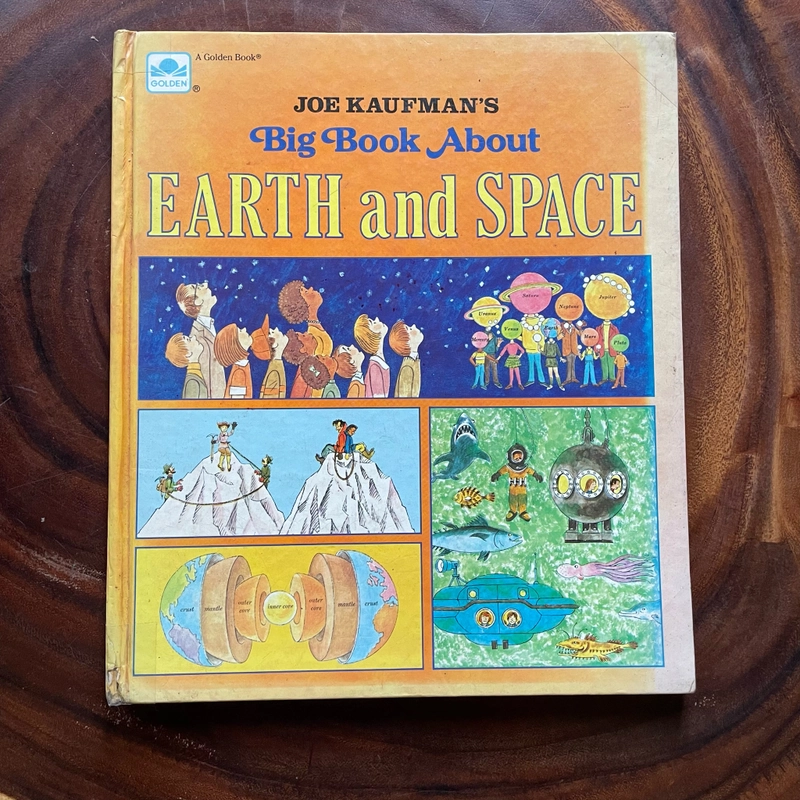 A Golden Book®
GOLDEN
®
JOE KAUFMAN'S
Big Book About
EARTH and SPACE
Saturn
Jupiter
Neptune
Uranus
Venus
Earth
Mars
Pluto
crust
mantle
outer core
inner core
outer core
mantle
crust